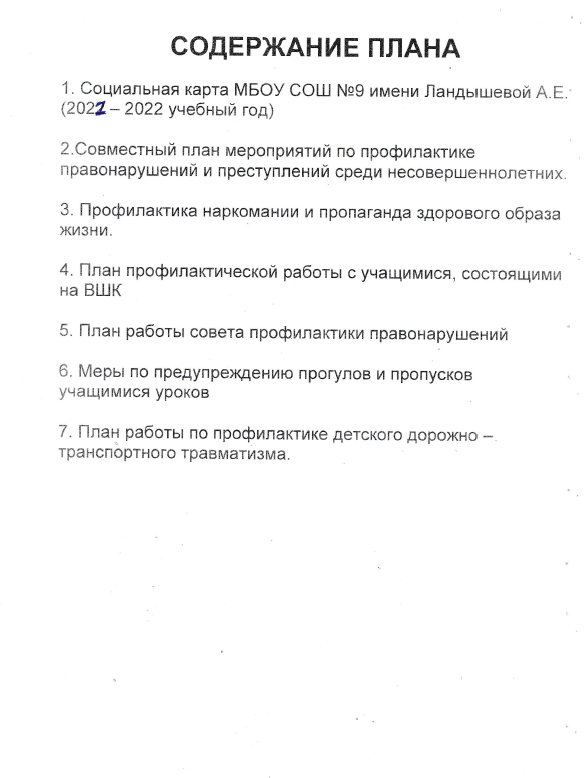 СОДЕРЖАНИЕ ПЛАНА
1. Социальная карта МБОУ СОШ №9 имени Ландышевой А.Е.
(2021 – 2022 учебный год)
2.Совместный план мероприятий по профилактике
правонарушений и преступлений среди несовершеннолетних.
3. Профилактика наркомании и пропаганда здорового образа
жизни.
4. План профилактической работы с учащимися, состоящими
на ВШК
5. План работы совета профилактики правонарушений
6. Меры по предупреждению прогулов и пропусков
учащимися уроков
7. План работы по профилактике детского дорожно –
транспортного травматизма.